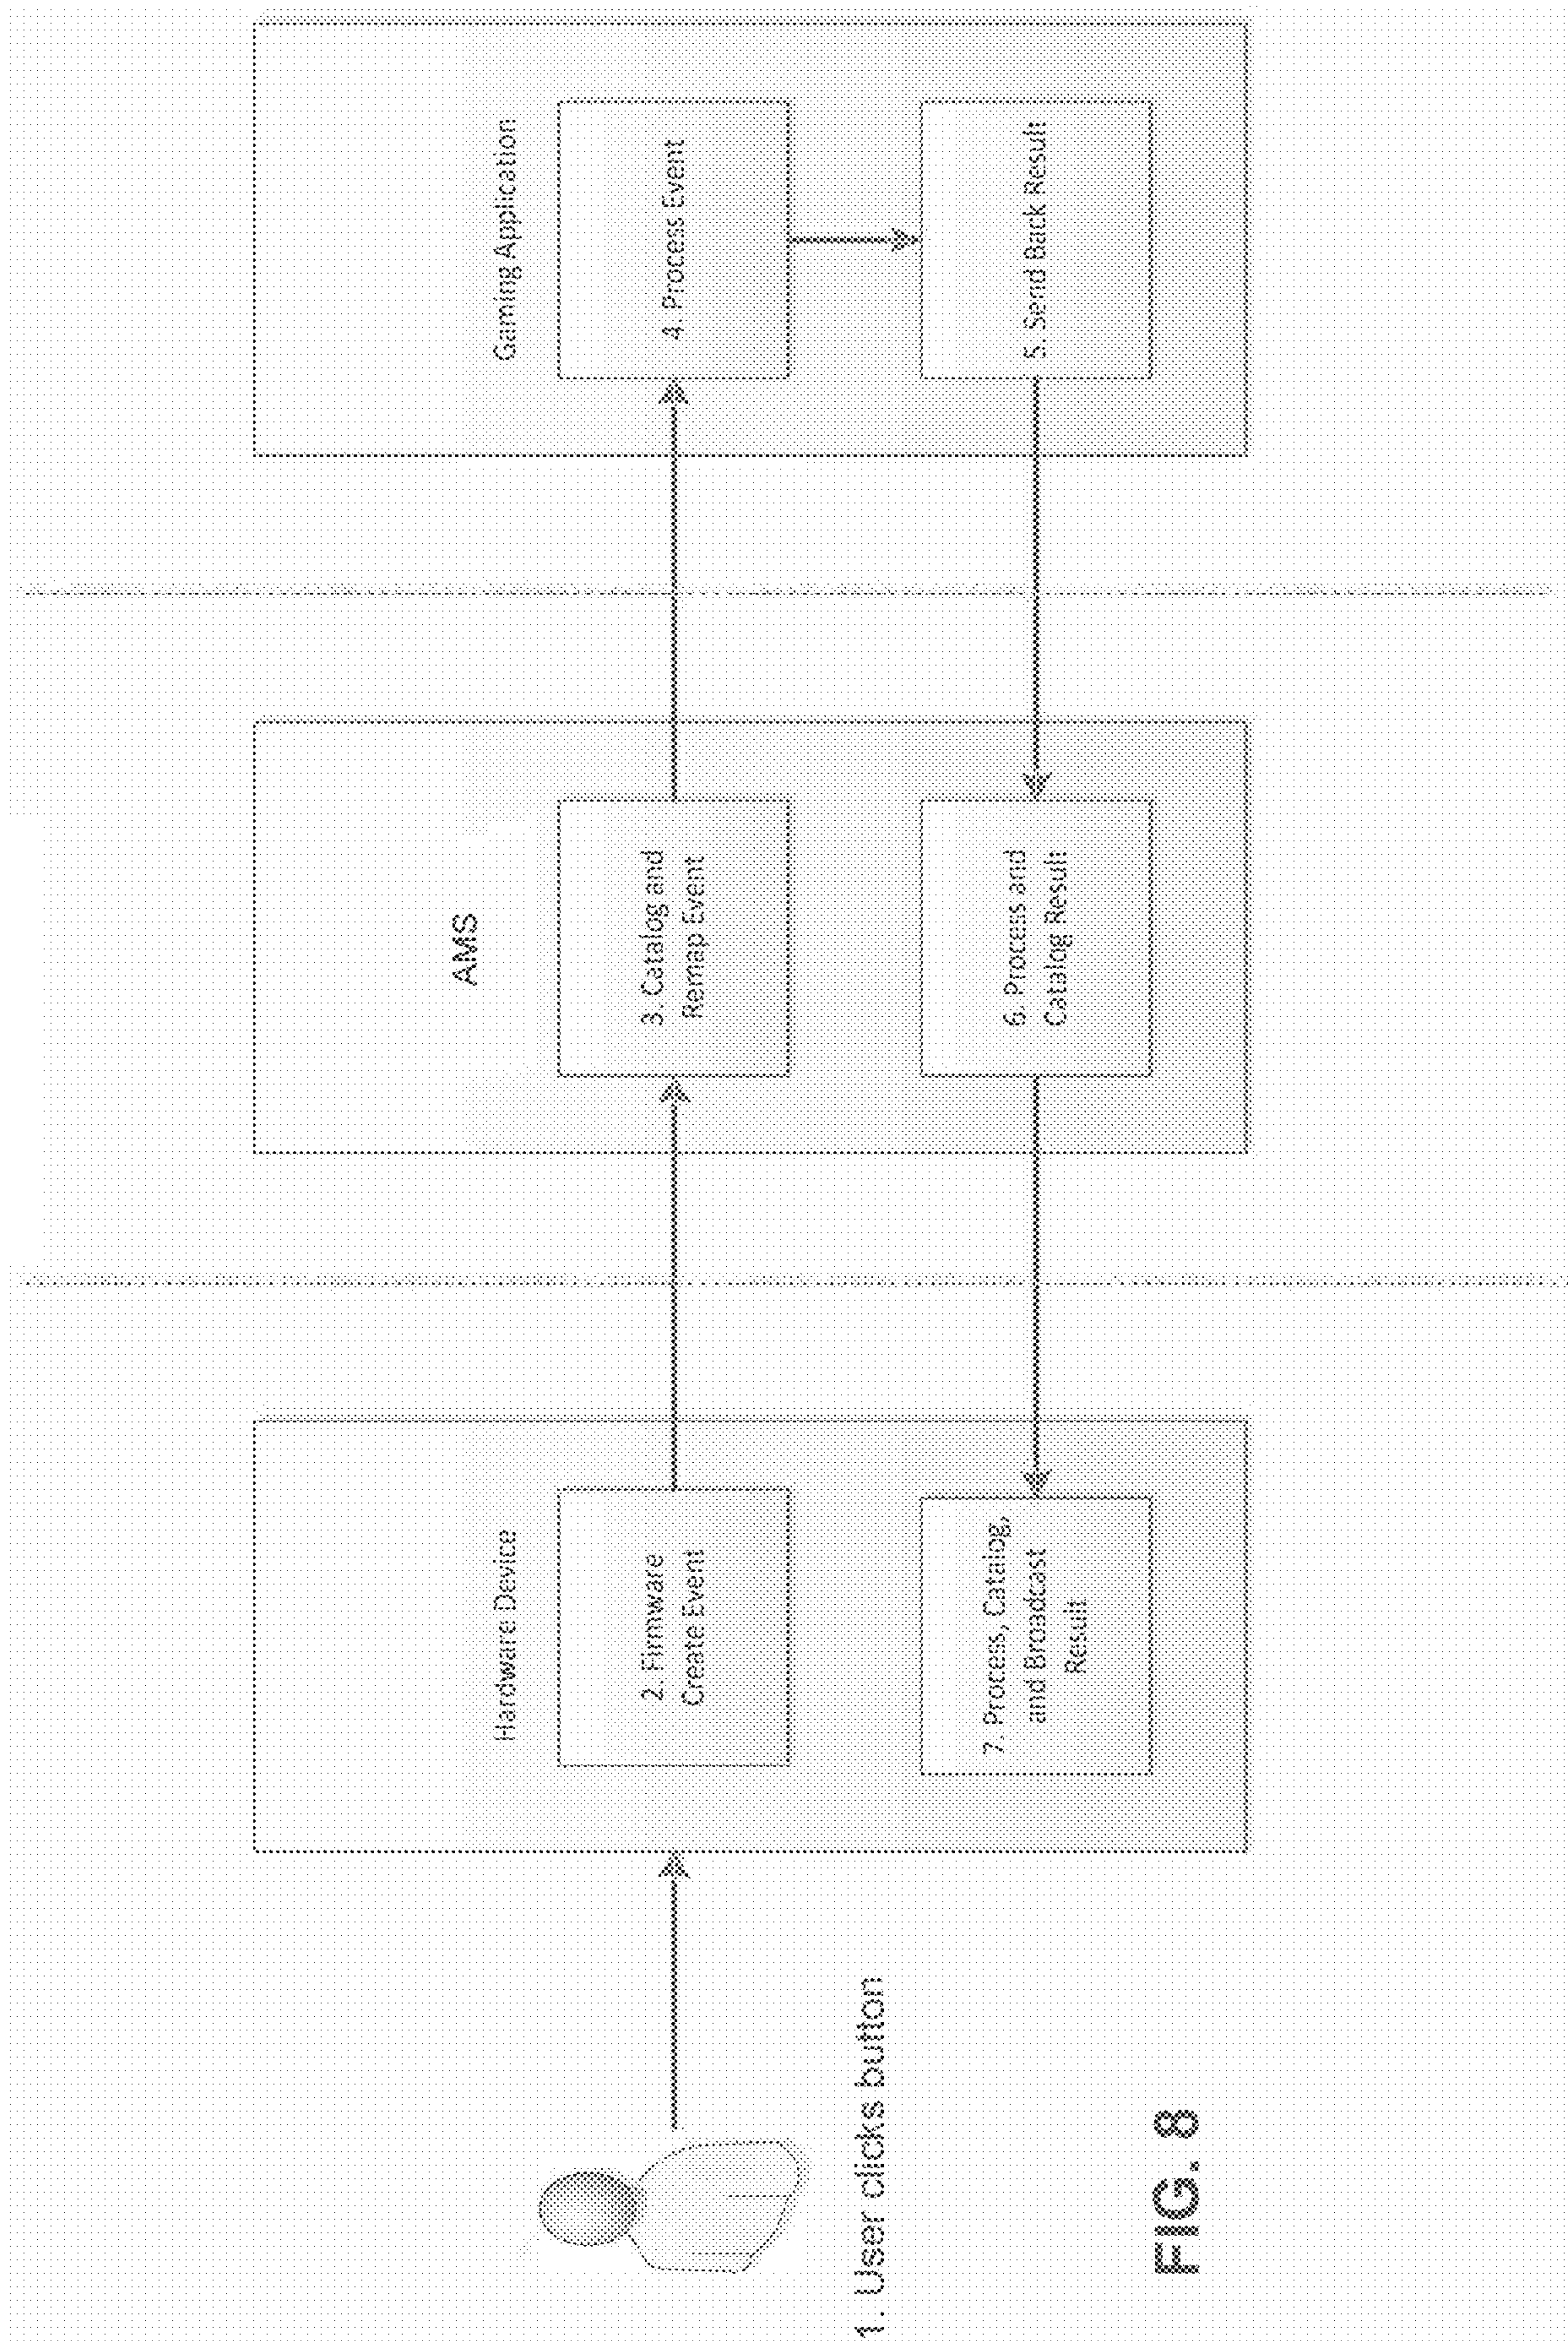 Hardware Device
AMS
Gaming Application
1. User clicks button
2. Firmware
Create Event
3. Catalog and
Remap Event
4. Process Event
5. Send Back Result
6. Process and
Catalog Result
7. Process, Catalog,
and Broadcast
Result
FIG. 8